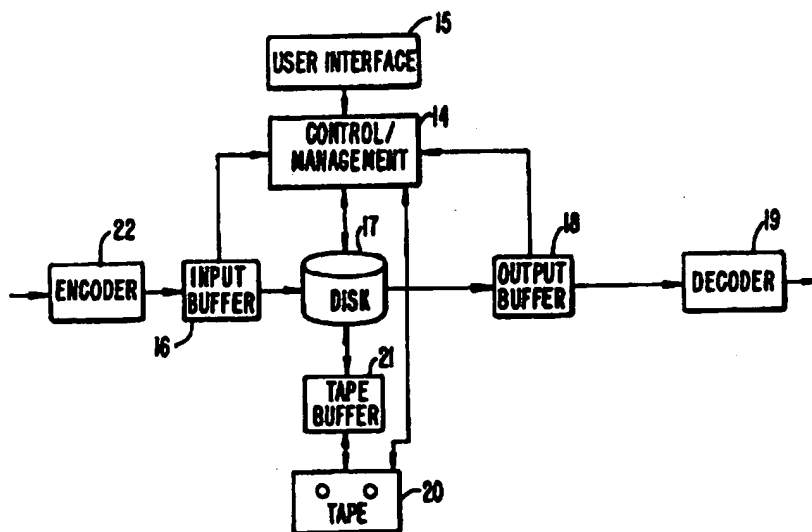 15
USER INTERFACE
14
CONTROL/
MANAGEMENT
22
ENCODER
INPUT
BUFFER
16
17
DISK
18
OUTPUT
BUFFER
19
DECODER
21
TAPE
BUFFER
TAPE
20